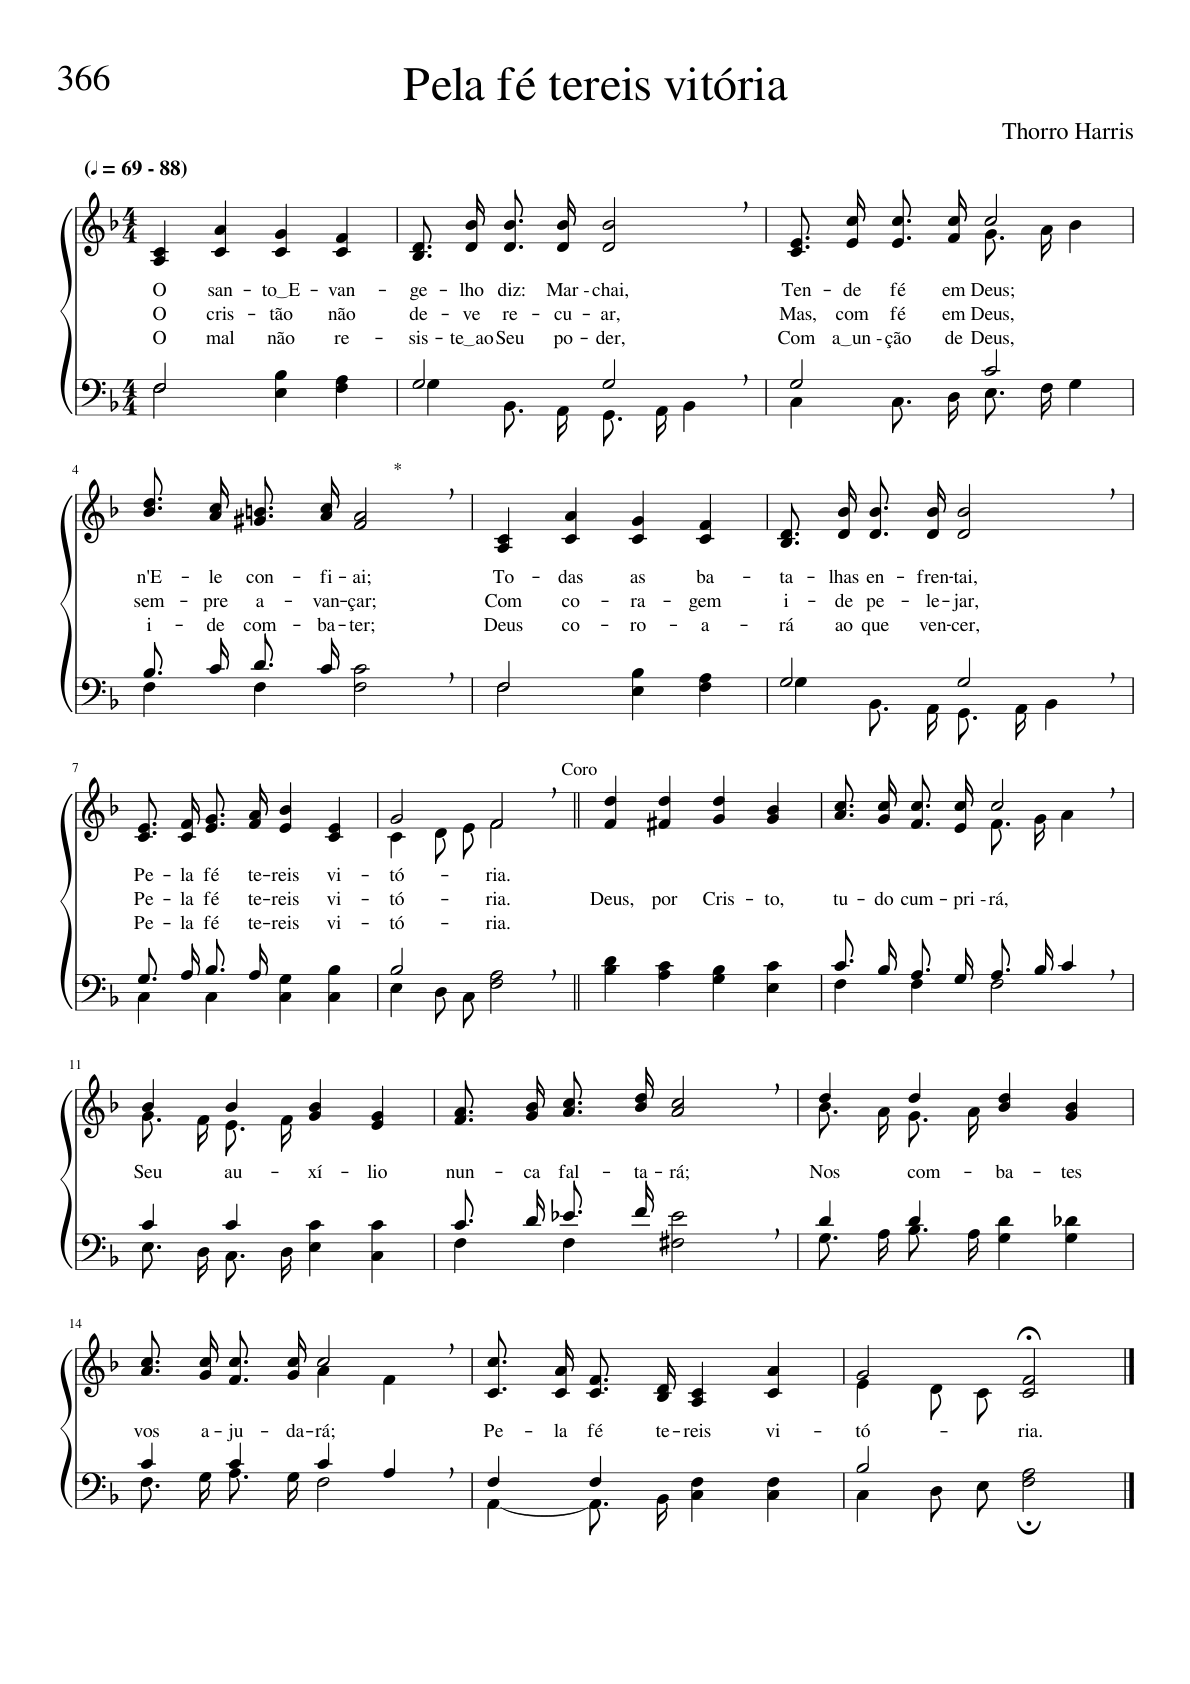 366
Pela fé tereis vitória
Thorro Harris
(♩ = 69 - 88)
O san - to‿E - van - ge - lho diz: Mar - chai, Ten - de fé em Deus;
O cris - tão não de - ve re - cu - ar, Mas, com fé em Deus,
O mal não re - sis - te‿ao Seu po - der, Com a‿un - ção de Deus,
4
*
n'E - le con - fi - ai; To - das as ba - ta - lhas en - fren - tai,
sem - pre a - van - çar; Com co - ra - gem i - de pe - le - jar,
i - de com - ba - ter; Deus co - ro - a - rá ao que ven - cer,
7
Coro
Pe - la fé te - reis vi - tó - ria.
Pe - la fé te - reis vi - tó - ria. Deus, por Cris - to, tu - do cum - pri - rá,
Pe - la fé te - reis vi - tó - ria.
11
Seu au - xí - lio nun - ca fal - ta - rá; Nos com - ba - tes
14
vos a - ju - da - rá; Pe - la fé te - reis vi - tó - ria.